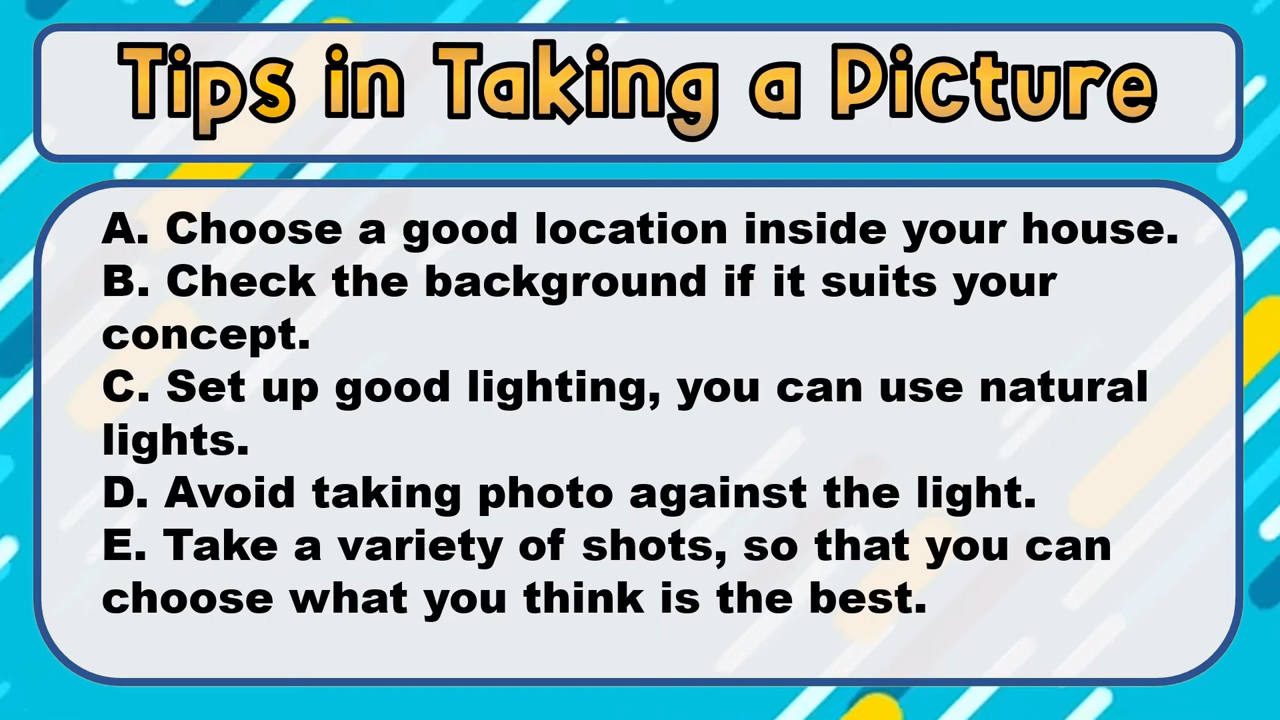 Tips in Taking a Picture
A. Choose a good location inside your house.
B. Check the background if it suits your
concept.
C. Set up good lighting, you can use natural
lights.
D. Avoid taking photo against the light.
E. Take a variety of shots, so that you can
choose what you think is the best.